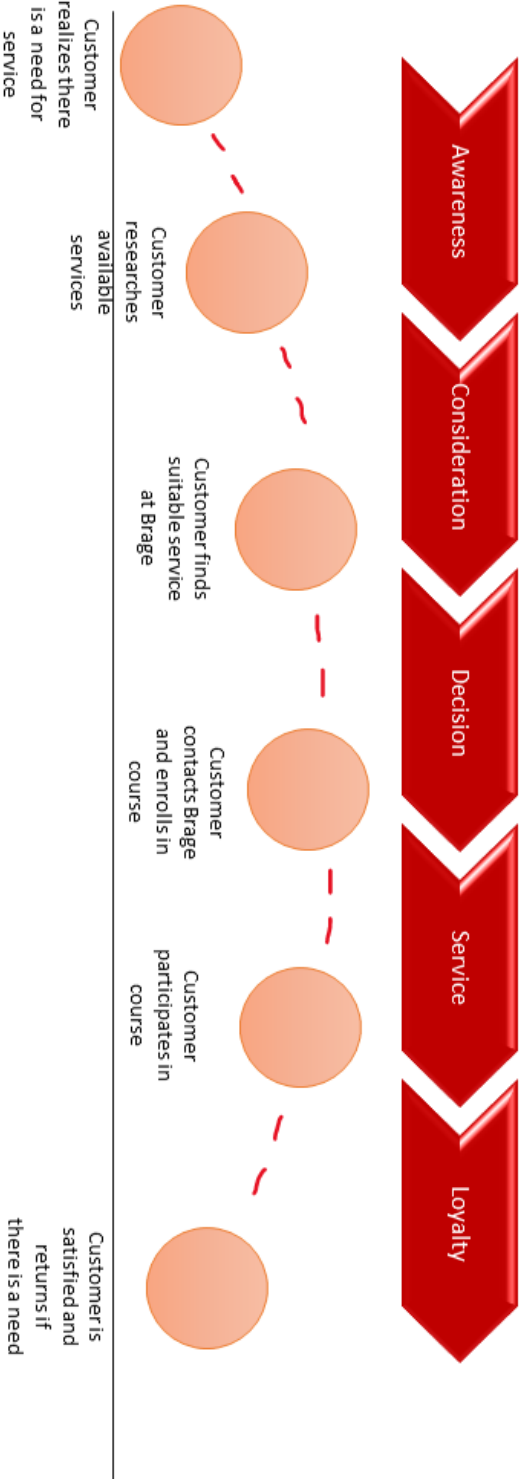 Awareness
Consideration
Decision
Service
Loyalty
Customer
realizes there
is a need for
service
Customer
researches
available
services
Customer finds
suitable service
at Brage
Customer
contacts Brage
and enrolls in
course
Customer
participates in
course
Customer is
satisfied and
returns if
there is a need